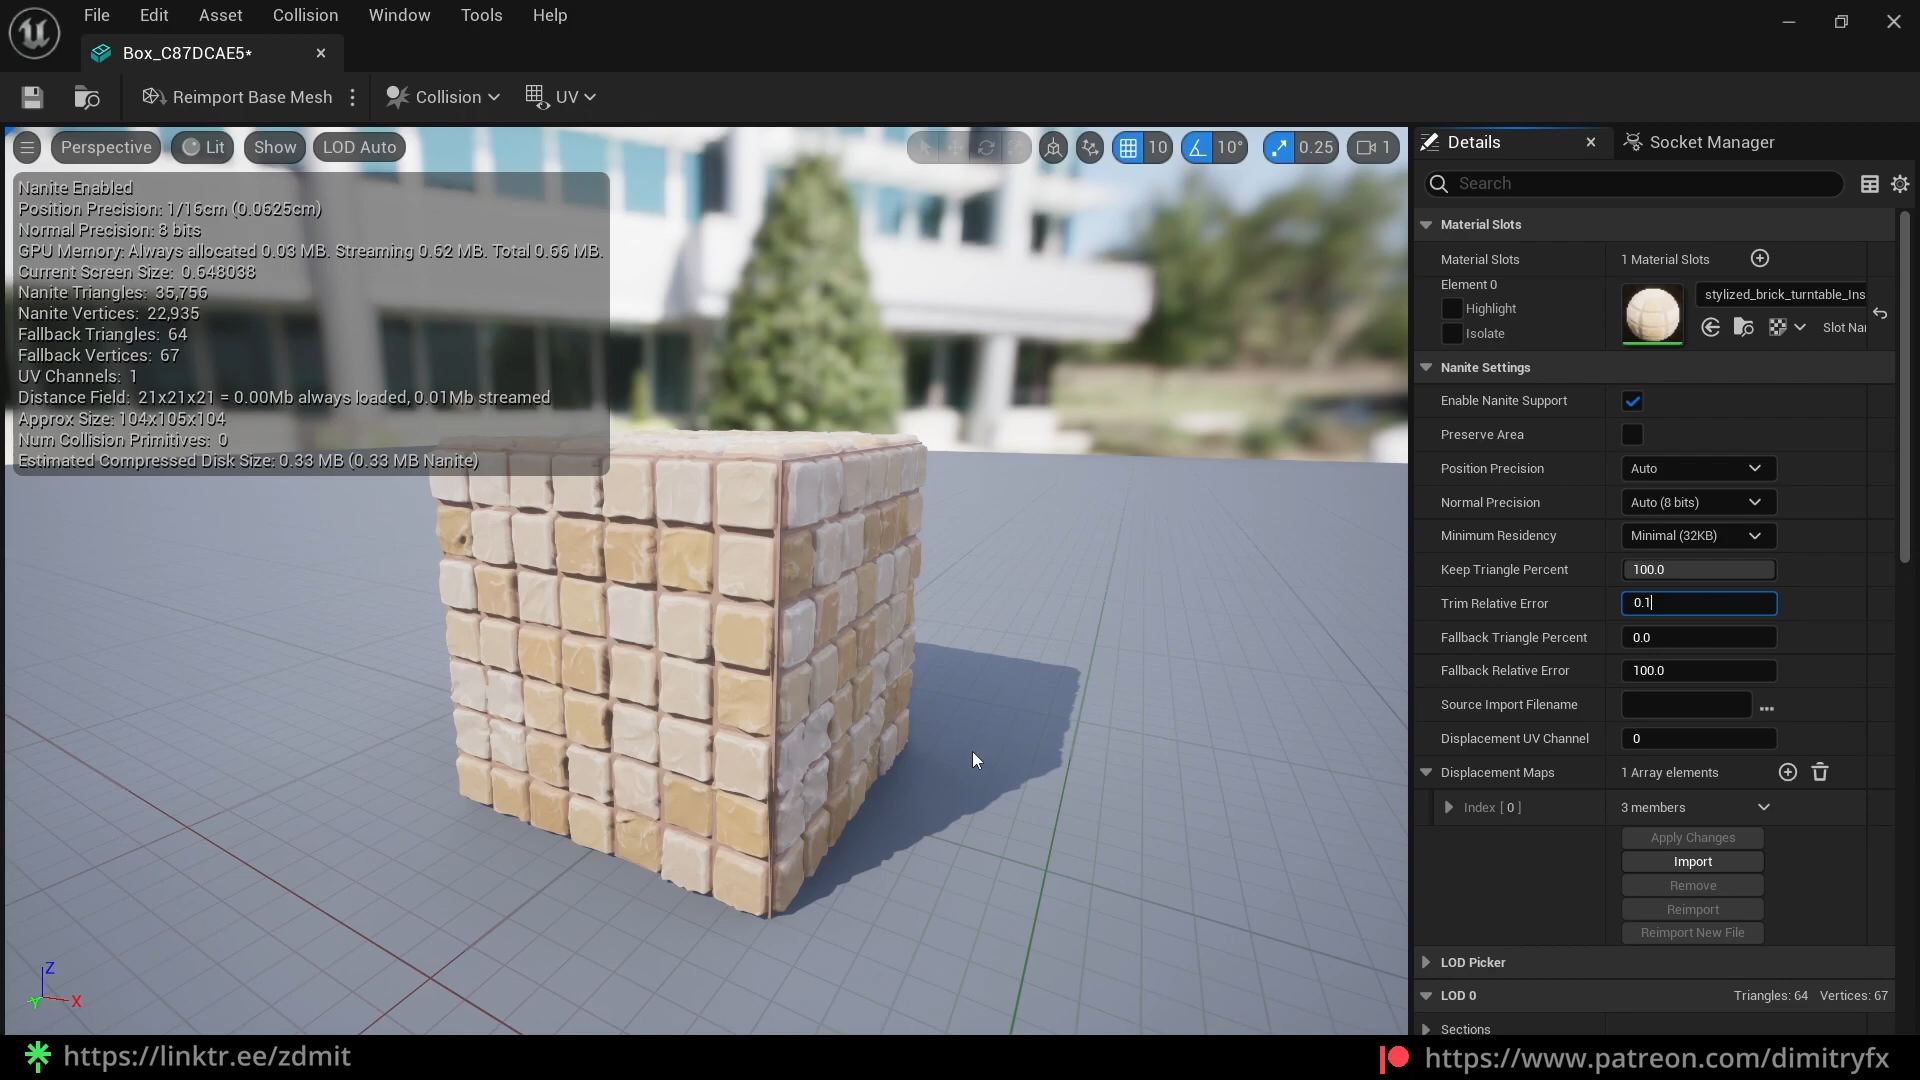 File Edit Asset Collision Window Tools Help
Box_C87DCAE5*
Reimport Base Mesh Collision UV
Perspective Lit Show LOD Auto 10 10° 0.25 1
Nanite Enabled
Position Precision: 1/16cm (0.0625cm)
Normal Precision: 8 bits
GPU Memory: Always allocated 0.03 MB. Streaming 0.62 MB. Total 0.66 MB.
Current Screen Size: 0.648038
Nanite Triangles: 35,756
Nanite Vertices: 22,935
Fallback Triangles: 64
Fallback Vertices: 67
UV Channels: 1
Distance Field: 21x21x21 = 0.00Mb always loaded, 0.01Mb streamed
Approx Size: 104x105x104
Num Collision Primitives: 0
Estimated Compressed Disk Size: 0.33 MB (0.33 MB Nanite)
Z
Y X
Details Socket Manager
Search
Material Slots
Material Slots 1 Material Slots
Element 0
stylized_brick_turntable_Ins
Highlight
Isolate
Slot Nar
Nanite Settings
Enable Nanite Support
Preserve Area
Position Precision Auto
Normal Precision Auto (8 bits)
Minimum Residency Minimal (32KB)
Keep Triangle Percent 100.0
Trim Relative Error 0.1
Fallback Triangle Percent 0.0
Fallback Relative Error 100.0
Source Import Filename ...
Displacement UV Channel 0
Displacement Maps 1 Array elements
Index [ 0 ] 3 members
Apply Changes
Import
Remove
Reimport
Reimport New File
LOD Picker
LOD 0 Triangles: 64 Vertices: 67
Sections
https://linktr.ee/zdmit https://www.patreon.com/dimitryfx